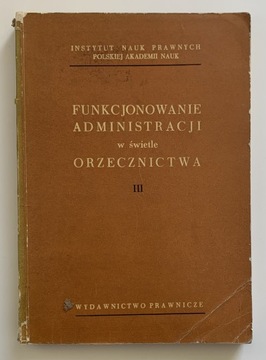 INSTYTUT NAUK PRAWNYCH
POLSKIEJ AKADEMII NAUK
FUNKCJONOWANIE
ADMINISTRACJI
w świetle
ORZECZNICTWA
III
WYDAWNICTWO PRAWNICZE